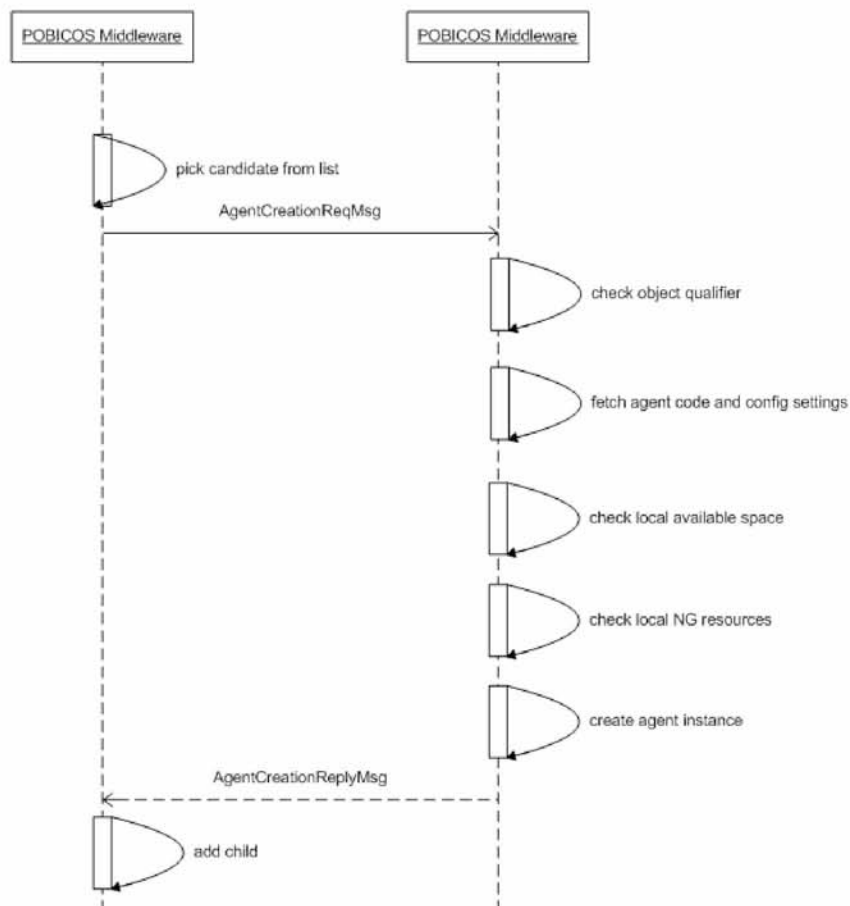 POBICOS Middleware
POBICOS Middleware
pick candidate from list
AgentCreationReqMsg
check object qualifier
fetch agent code and config settings
check local available space
check local NG resources
create agent instance
AgentCreationReplyMsg
add child